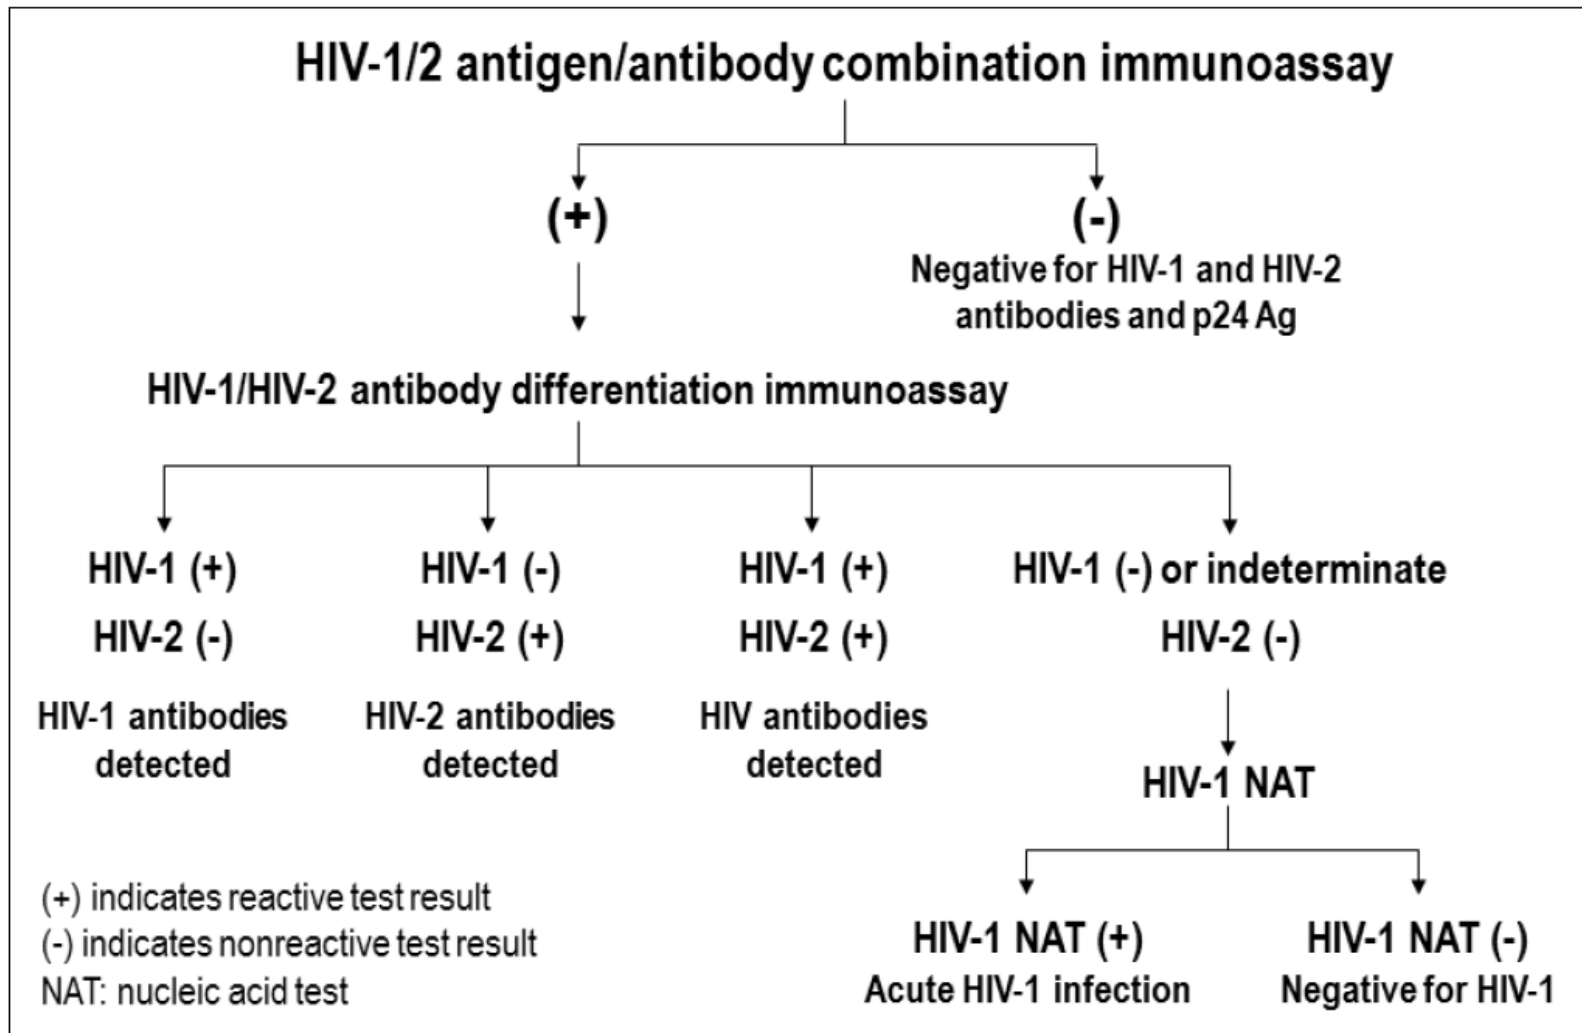 HIV-1/2 antigen/antibody combination immunoassay
(+)
(-)
Negative for HIV-1 and HIV-2
antibodies and p24 Ag
HIV-1/HIV-2 antibody differentiation immunoassay
HIV-1 (+)
HIV-2 (-)
HIV-1 antibodies
detected
HIV-1 (-)
HIV-2 (+)
HIV-2 antibodies
detected
HIV-1 (+)
HIV-2 (+)
HIV antibodies
detected
HIV-1 (-) or indeterminate
HIV-2 (-)
HIV-1 NAT
HIV-1 NAT (+)
Acute HIV-1 infection
HIV-1 NAT (-)
Negative for HIV-1
(+) indicates reactive test result
(-) indicates nonreactive test result
NAT: nucleic acid test